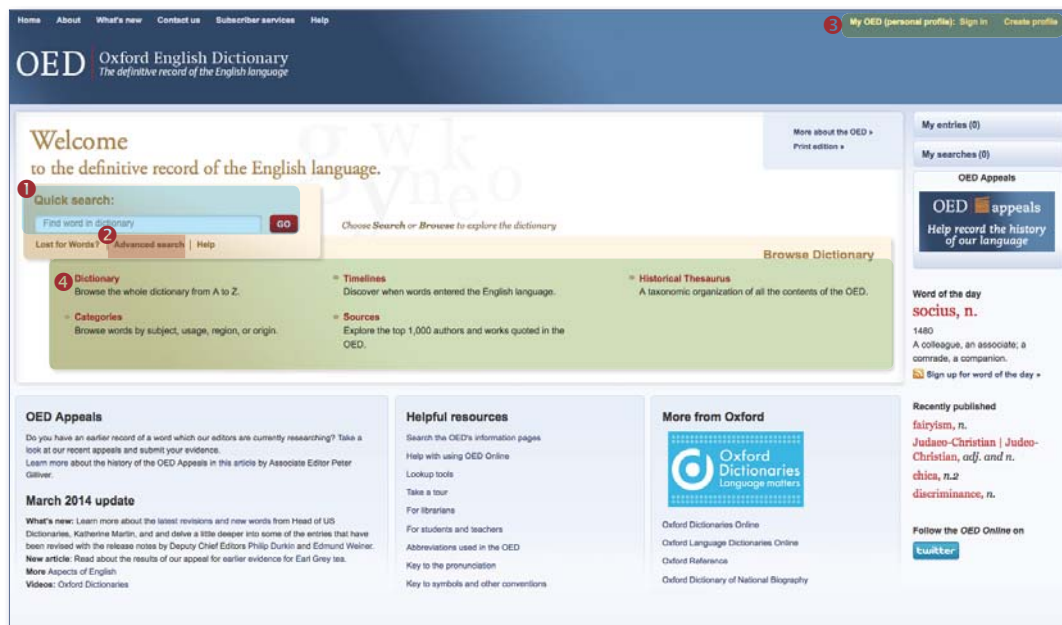 Home About What's new Contact us Subscriber services Help
❸ My OED (personal profile): Sign in Create profile
OED Oxford English Dictionary
The definitive record of the English language
Welcome
to the definitive record of the English language.
More about the OED »
Print edition »
❶
Quick search:
Find word in dictionary GO
❷
Lost for Words? | Advanced search | Help
Choose Search or Browse to explore the dictionary
Browse Dictionary
❹ Dictionary
Browse the whole dictionary from A to Z.
» Categories
Browse words by subject, usage, region, or origin.
» Timelines
Discover when words entered the English language.
» Sources
Explore the top 1,000 authors and works quoted in the
OED.
» Historical Thesaurus
A taxonomic organization of all the contents of the OED.
My entries (0)
My searches (0)
OED Appeals
OED appeals
Help record the history
of our language
Word of the day
socius, n.
1480
A colleague, an associate; a
comrade, a companion.
Sign up for word of the day »
Recently published
fairyism, n.
Judaeo-Christian | Judeo-
Christian, adj. and n.
chica, n.2
discriminance, n.
Follow the OED Online on
twitter
OED Appeals
Do you have an earlier record of a word which our editors are currently researching? Take a
look at our recent appeals and submit your evidence.
Learn more about the history of the OED Appeals in this article by Associate Editor Peter
Gilliver.
March 2014 update
What's new: Learn more about the latest revisions and new words from Head of US
Dictionaries, Katherine Martin, and and delve a little deeper into some of the entries that have
been revised with the release notes by Deputy Chief Editors Philip Durkin and Edmund Weiner.
New article: Read about the results of our appeal for earlier evidence for Earl Grey tea.
More Aspects of English
Videos: Oxford Dictionaries
Helpful resources
Search the OED's information pages
Help with using OED Online
Lookup tools
Take a tour
For librarians
For students and teachers
Abbreviations used in the OED
Key to the pronunciation
Key to symbols and other conventions
More from Oxford
Oxford
Dictionaries
Language matters
Oxford Dictionaries Online
Oxford Language Dictionaries Online
Oxford Reference
Oxford Dictionary of National Biography